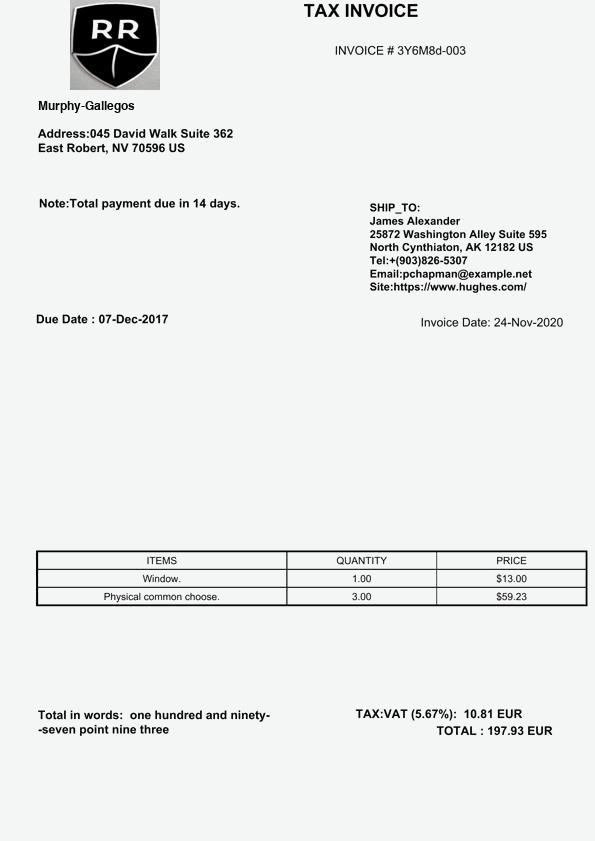 RR
TAX INVOICE
INVOICE # 3Y6M8d-003
Murphy-Gallegos
Address:045 David Walk Suite 362
East Robert, NV 70596 US
Note:Total payment due in 14 days.
SHIP_TO:
James Alexander
25872 Washington Alley Suite 595
North Cynthiaton, AK 12182 US
Tel:+(903)826-5307
Email:pchapman@example.net
Site:https://www.hughes.com/
Due Date : 07-Dec-2017
Invoice Date: 24-Nov-2020
ITEMS QUANTITY PRICE
Window. 1.00 $13.00
Physical common choose. 3.00 $59.23
Total in words: one hundred and ninety-
-seven point nine three
TAX:VAT (5.67%): 10.81 EUR
TOTAL : 197.93 EUR